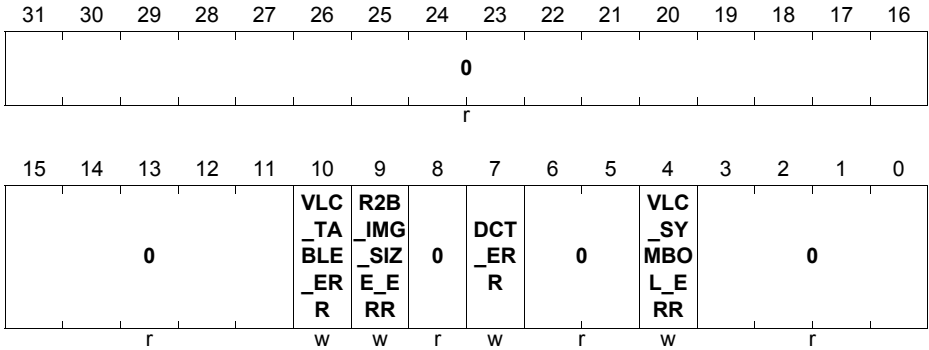 31 30 29 28 27 26 25 24 23 22 21 20 19 18 17 16
0
r
15 14 13 12 11 10 9 8 7 6 5 4 3 2 1 0
VLC R2B VLC
_TA _IMG DCT _SY
0 BLE _SIZ 0 _ER 0 MBO 0
_ERR E_E R L_E
R RR RR
r w w r w r w r